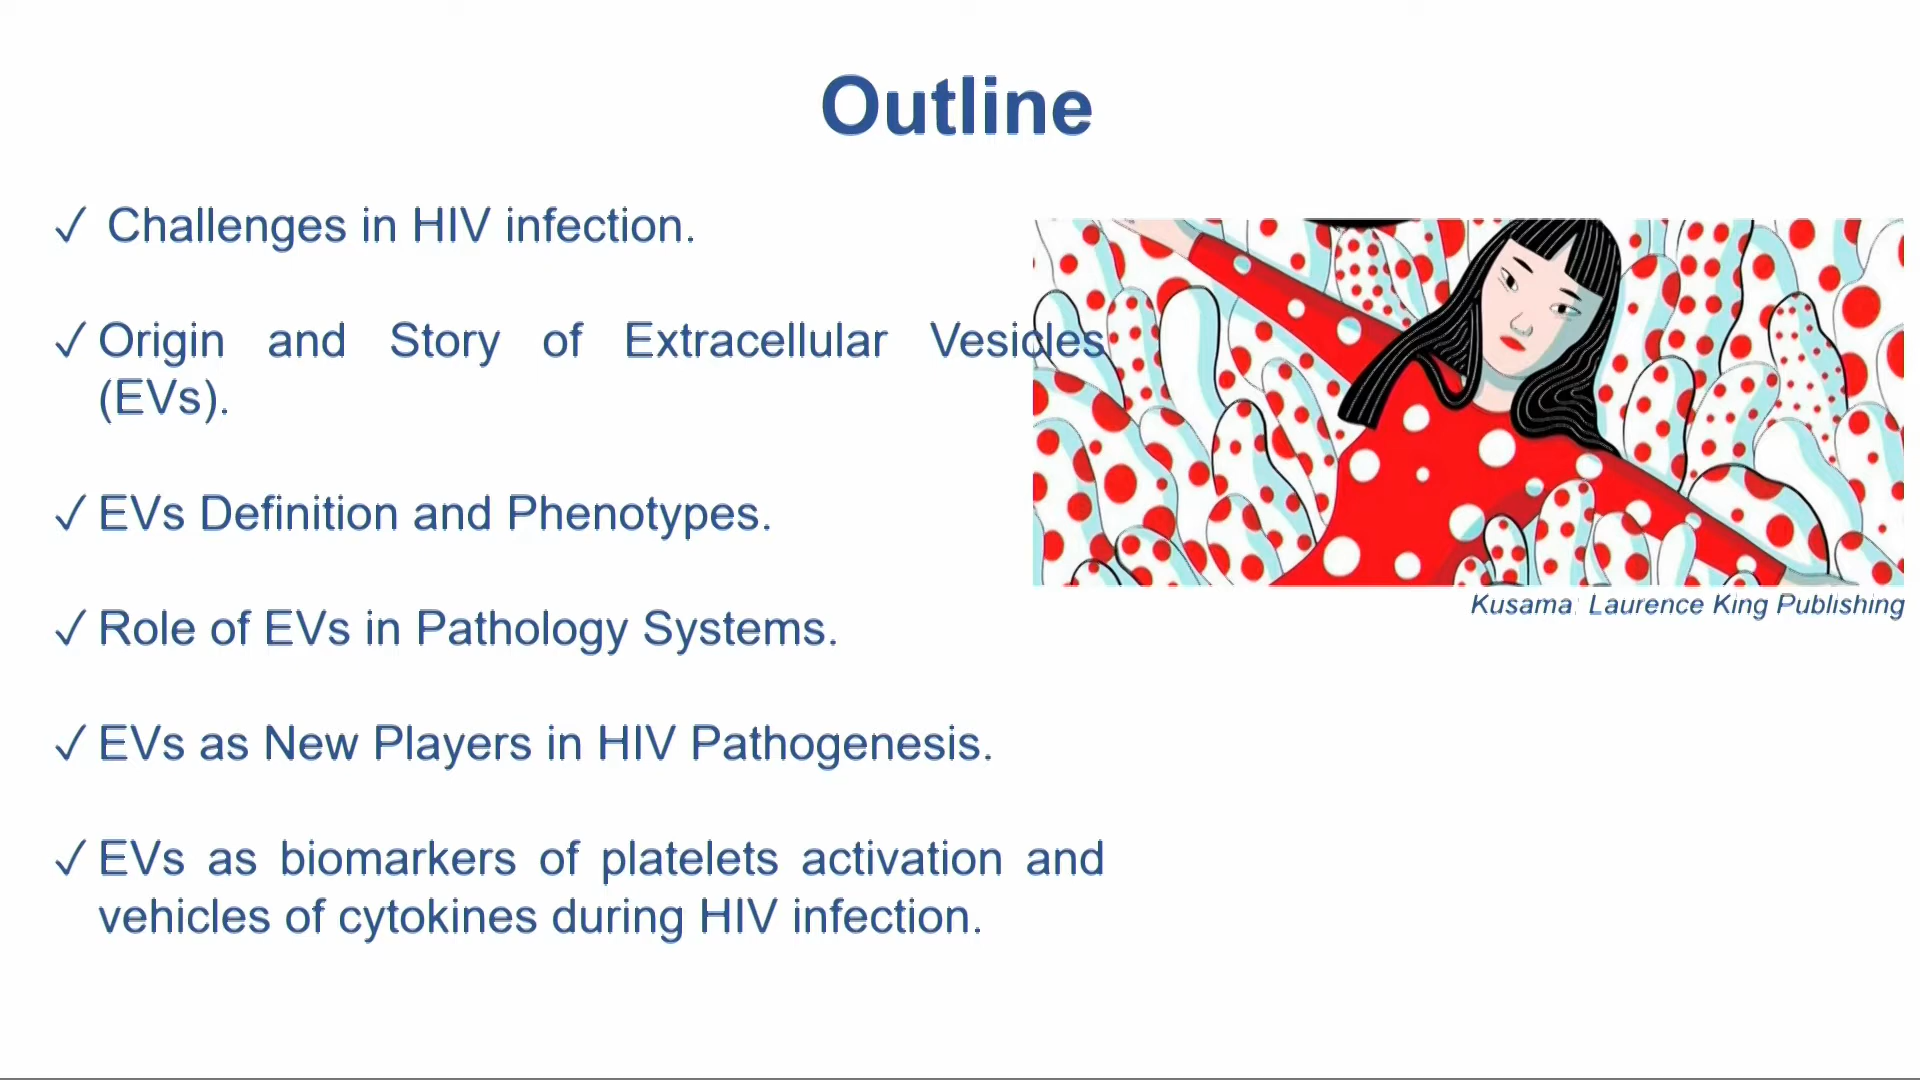 Outline
✓ Challenges in HIV infection.
✓ Origin and Story of Extracellular Vesicles
(EVs).
✓ EVs Definition and Phenotypes.
✓ Role of EVs in Pathology Systems.
✓ EVs as New Players in HIV Pathogenesis.
✓ EVs as biomarkers of platelets activation and
vehicles of cytokines during HIV infection.
Kusama: Laurence King Publishing